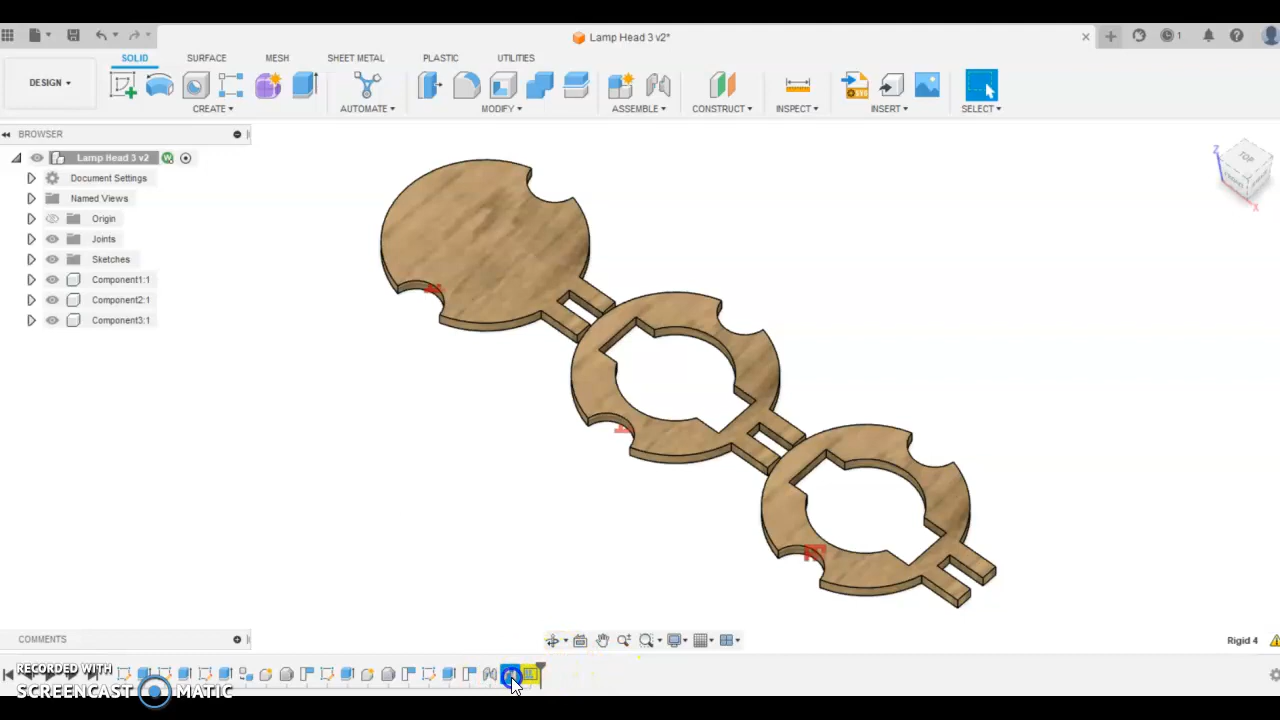 Lamp Head 3 v2*
1
SOLID SURFACE MESH SHEET METAL PLASTIC UTILITIES
DESIGN
CREATE AUTOMATE MODIFY ASSEMBLE CONSTRUCT INSPECT INSERT SELECT
BROWSER
Lamp Head 3 v2 W
Document Settings
Named Views
Origin
Joints
Sketches
Component1:1
Component2:1
Component3:1
TOP
Z
X
COMMENTS
Rigid 4
RECORDED WITH
SCREENCAST MATIC